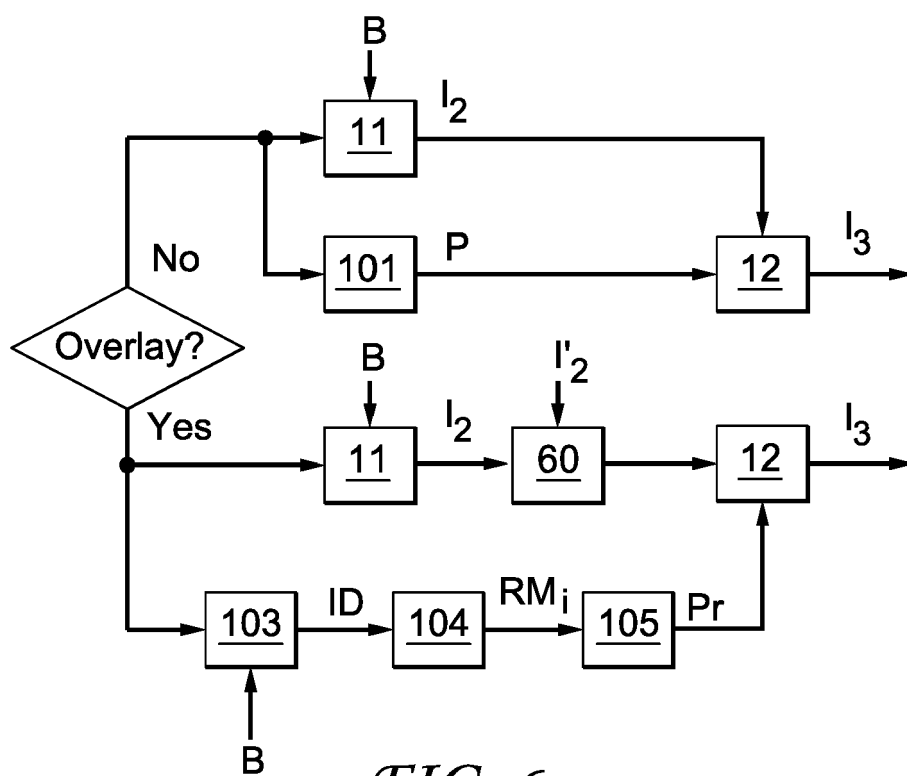 B
11
I2
No
101
P
12
I3
Overlay?
B
I'2
Yes
11
I2
60
12
I3
103
ID
104
RMi
105
Pr
B
FIG. 6